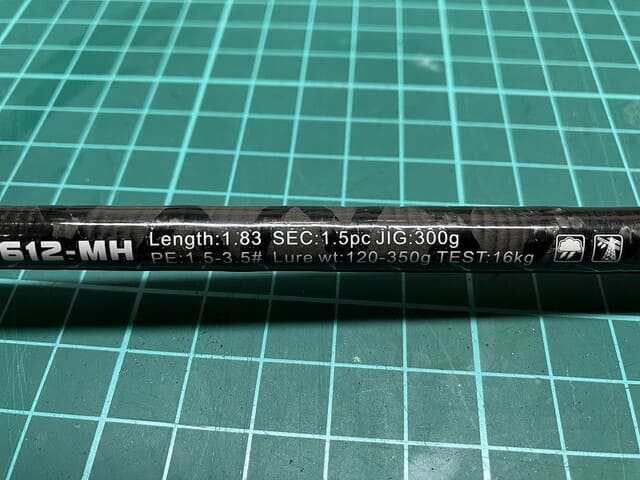 612-MH
Length:1.83 SEC:1.5pc JIG:300g
PE:1.5-3.5# Lure wt:120-350g TEST:16kg